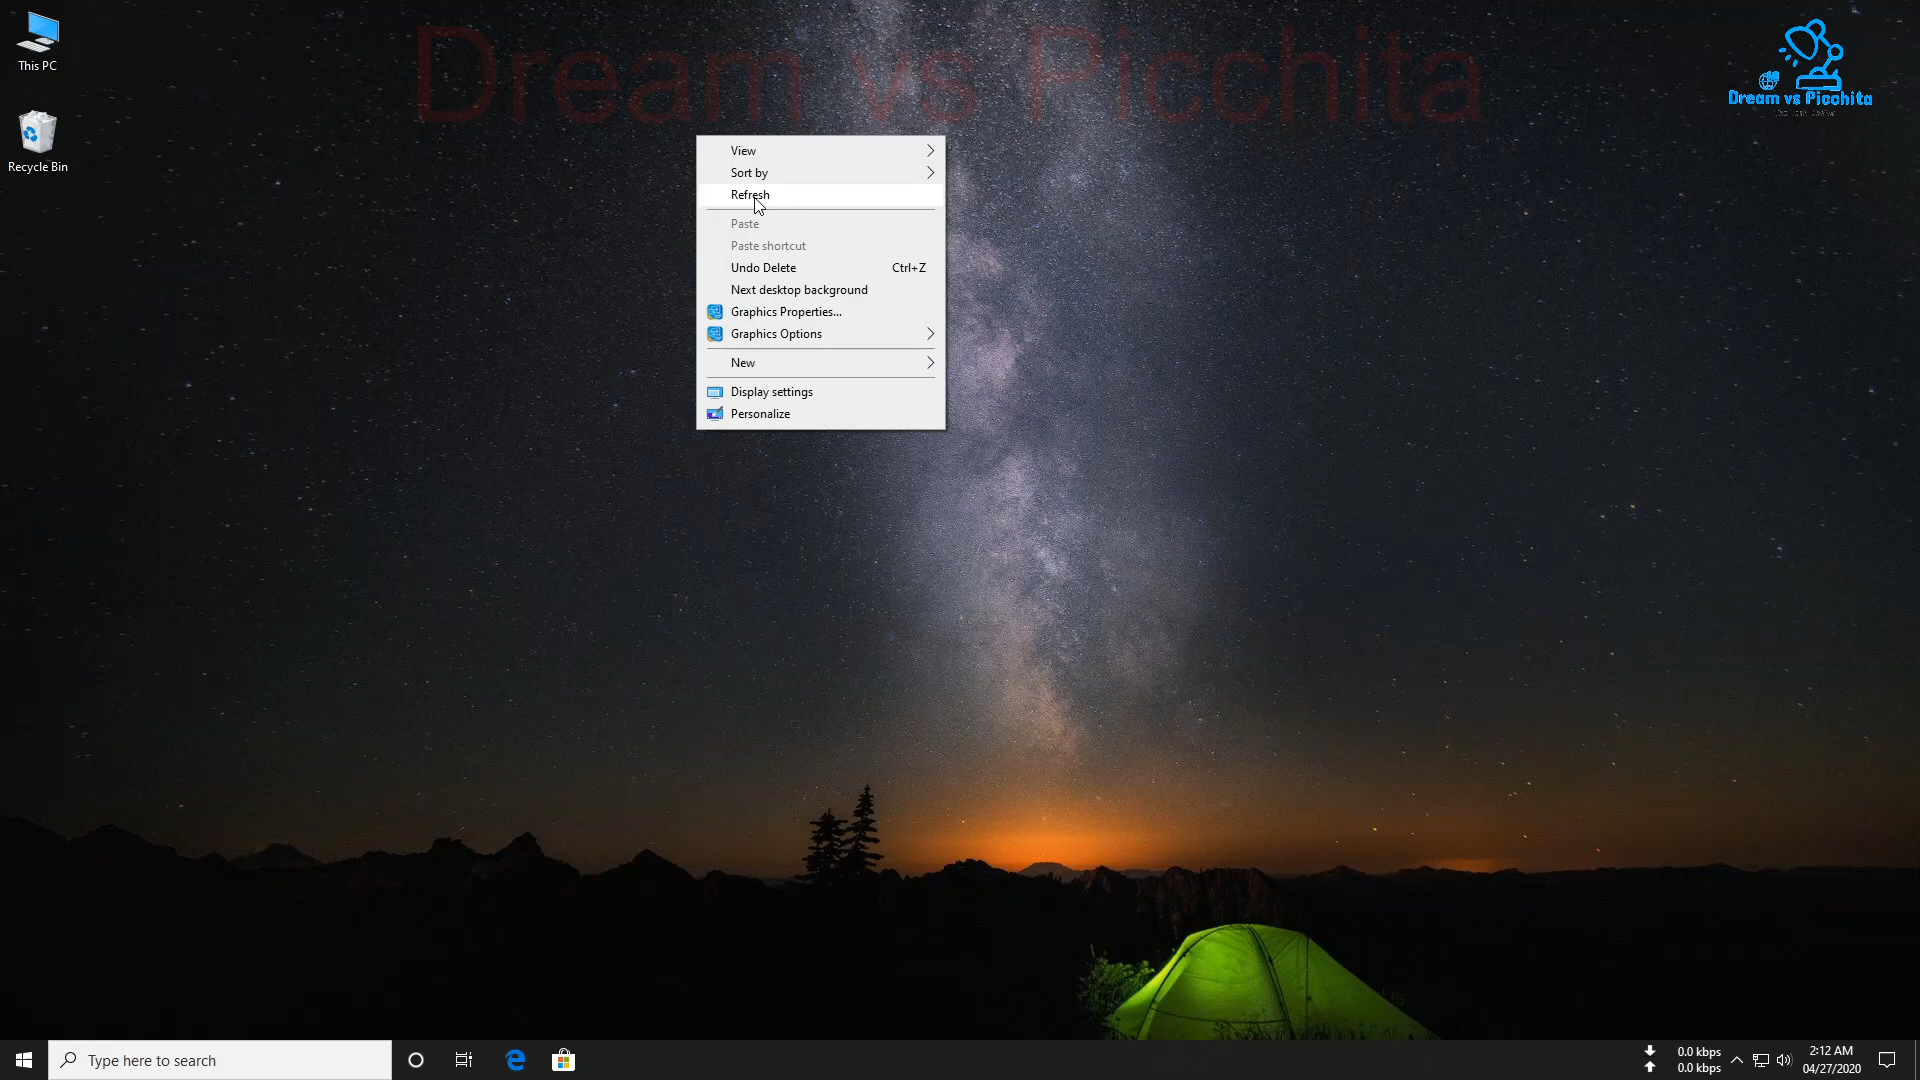 This PC
Recycle Bin
Dream vs Picchita
Dream vs Picchita
View
Sort by
Refresh
Paste
Paste shortcut
Undo Delete Ctrl+Z
Next desktop background
Graphics Properties...
Graphics Options
New
Display settings
Personalize
Type here to search
0.0 kbps
0.0 kbps
2:12 AM
04/27/2020